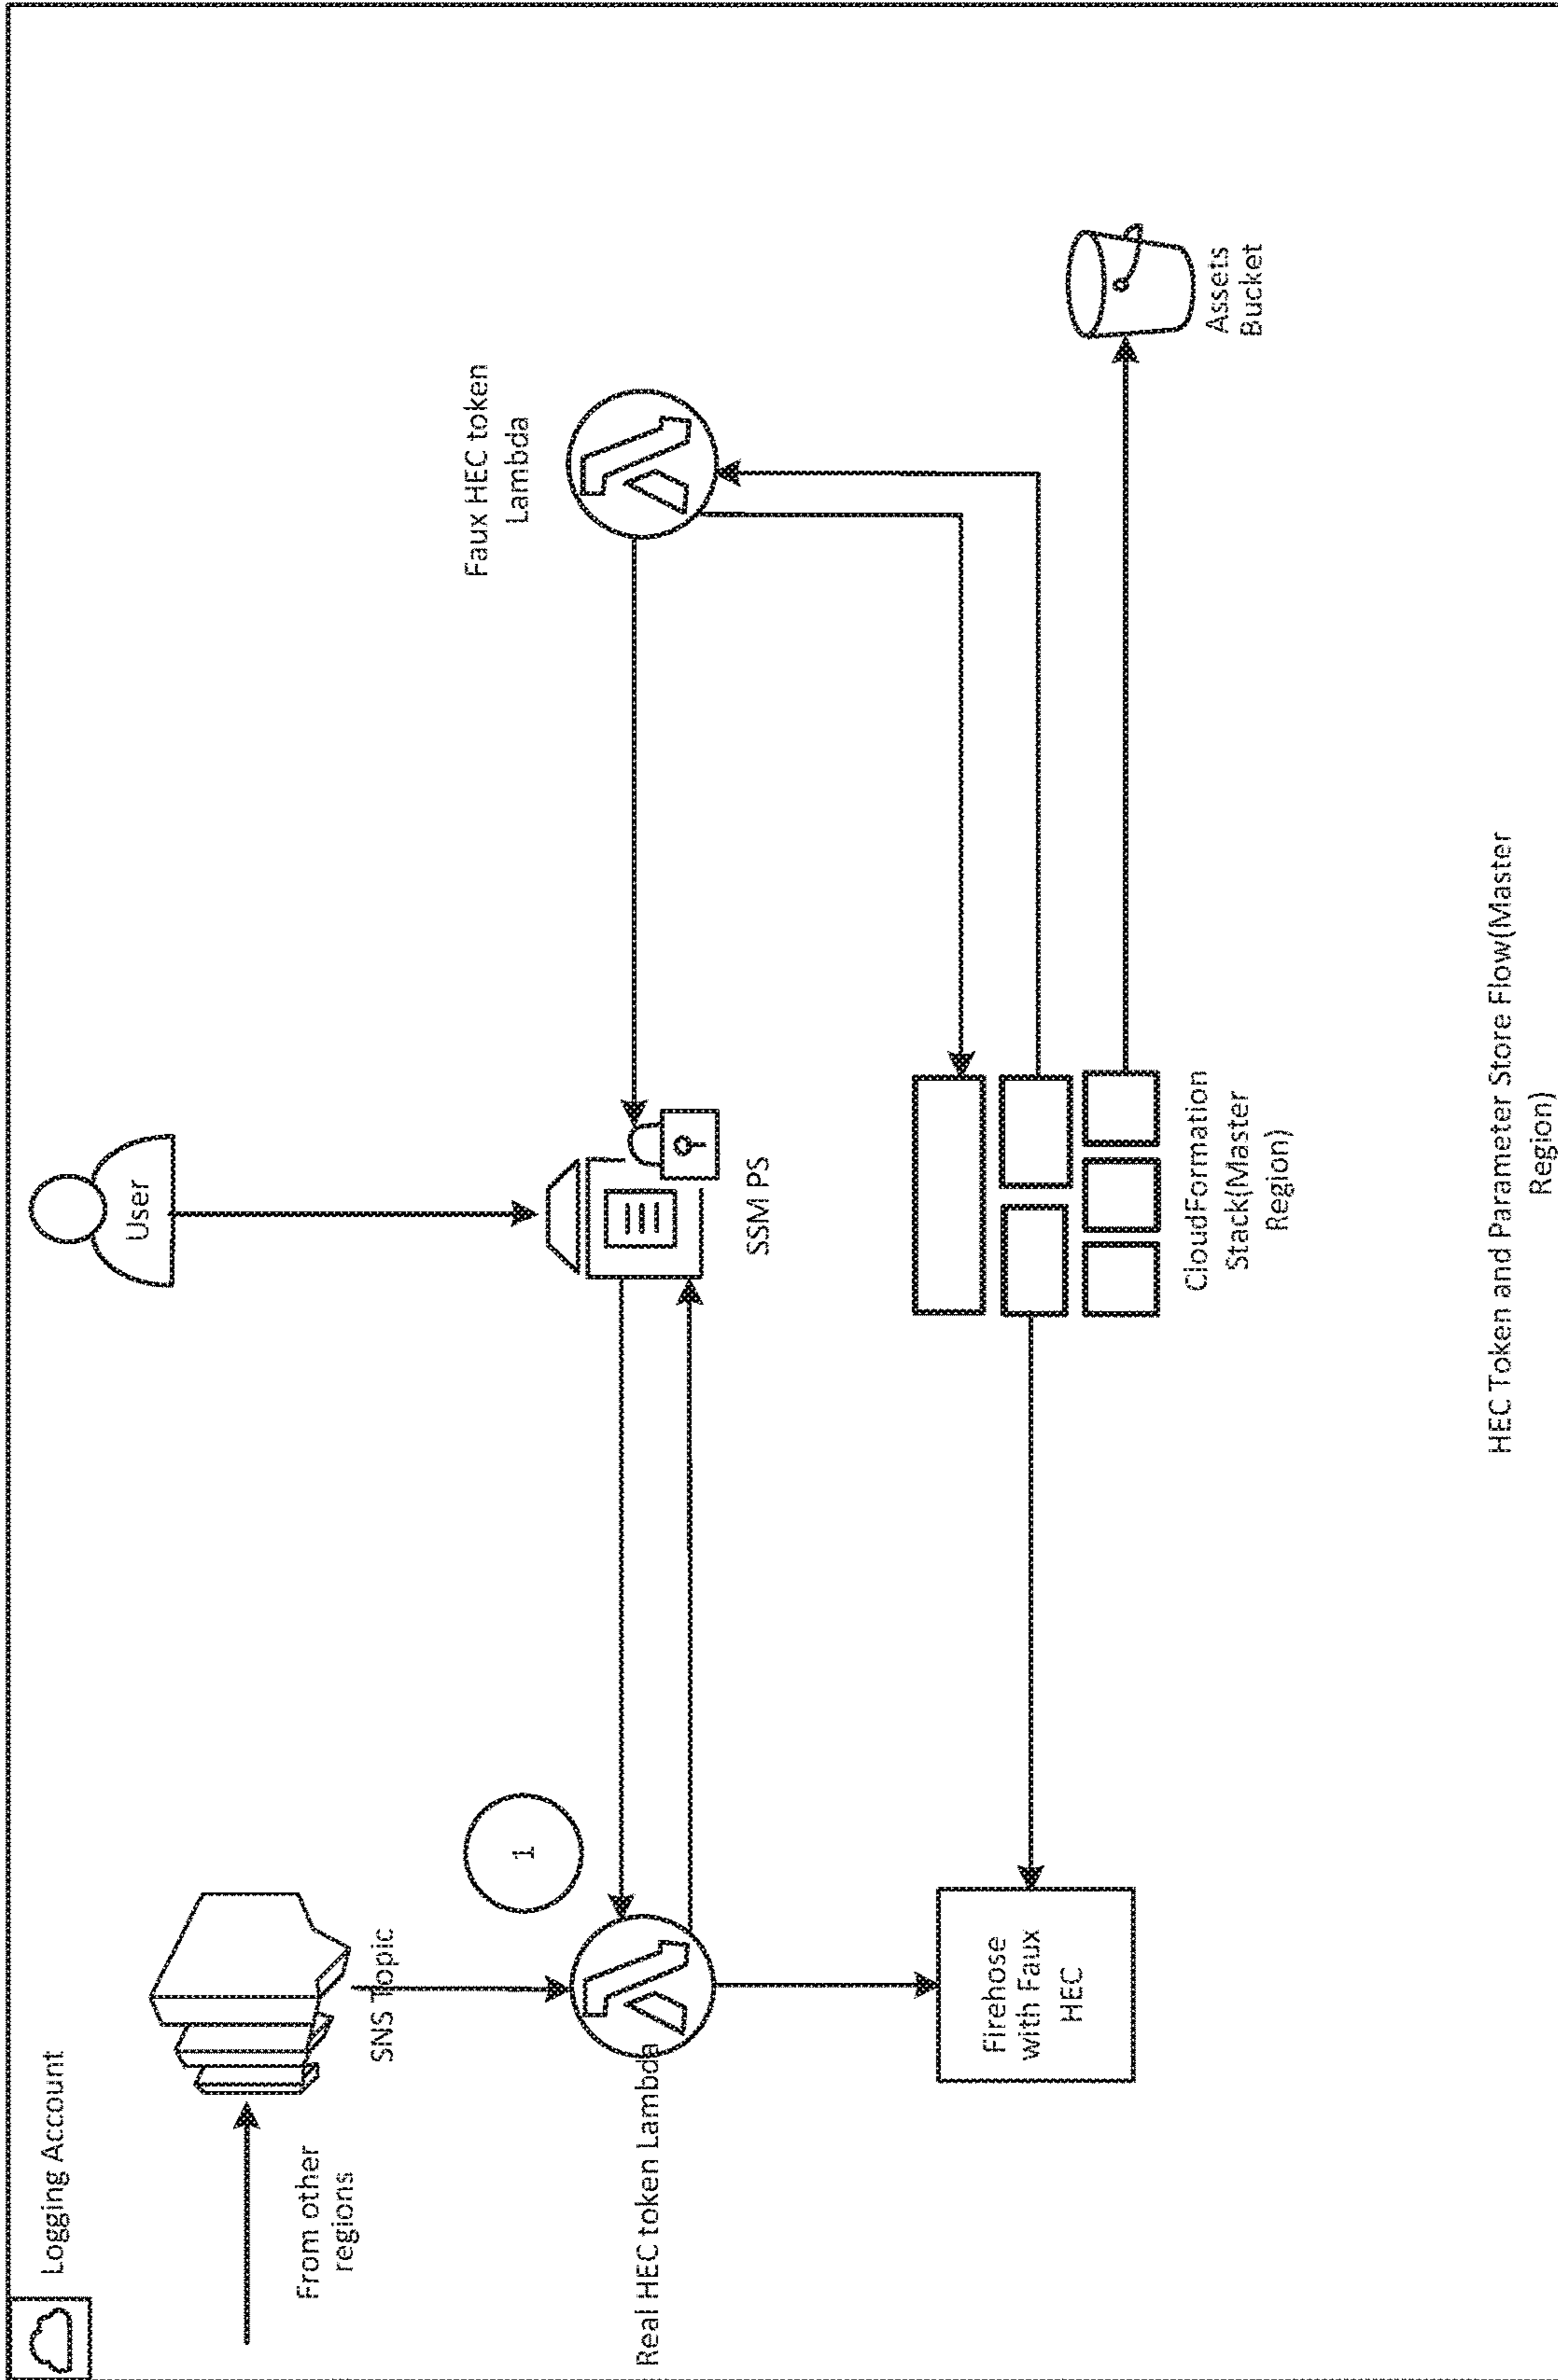 Logging Account
From other
regions
SNS Topic
User
1
Real HEC token Lambda
SSM PS
Faux HEC token
Lambda
Firehose
with Faux
HEC
CloudFormation
Stack(Master
Region)
Assets
Bucket
HEC Token and Parameter Store Flow(Master
Region)